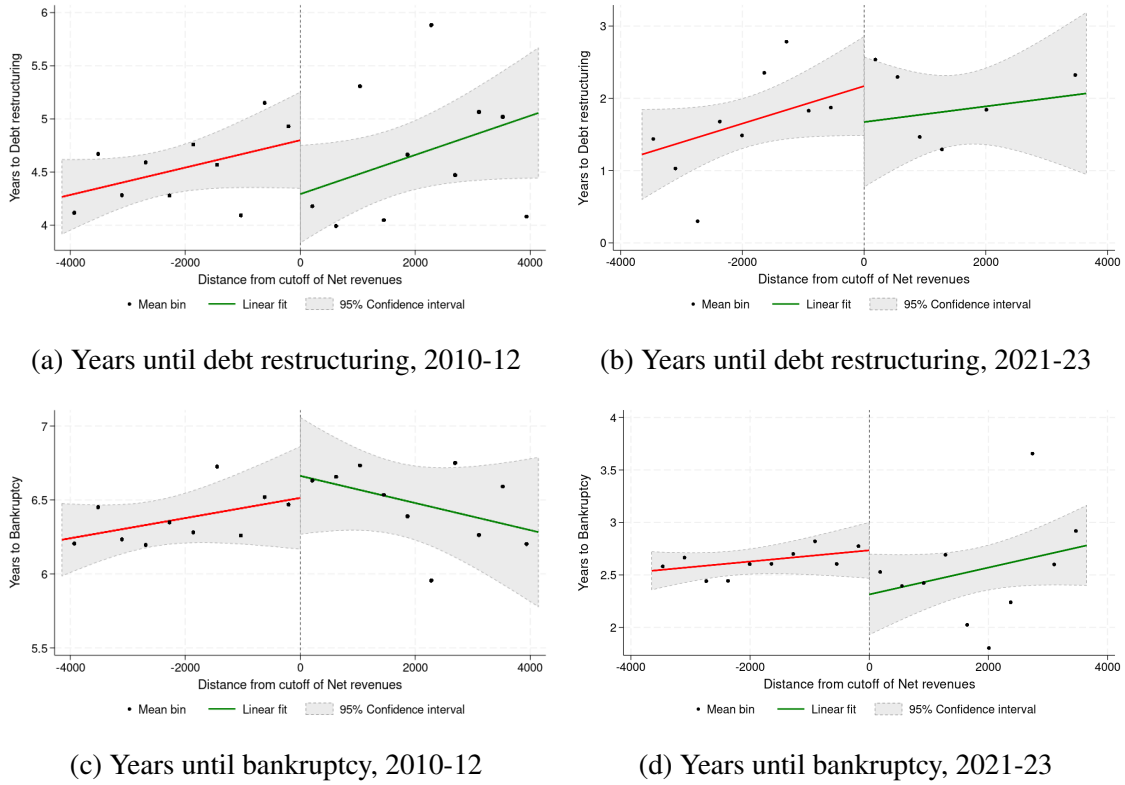 6
5.5
5
4.5
4
Years to Debt restructuring
-4000 -2000 0 2000 4000
Distance from cutoff of Net revenues
Mean bin Linear fit 95% Confidence interval
(a) Years until debt restructuring, 2010-12
3
2
1
0
Years to Debt restructuring
-4000 -2000 0 2000 4000
Distance from cutoff of Net revenues
Mean bin Linear fit 95% Confidence interval
(b) Years until debt restructuring, 2021-23
7
6.5
6
5.5
Years to Bankruptcy
-4000 -2000 0 2000 4000
Distance from cutoff of Net revenues
Mean bin Linear fit 95% Confidence interval
(c) Years until bankruptcy, 2010-12
4
3.5
3
2.5
2
Years to Bankruptcy
-4000 -2000 0 2000 4000
Distance from cutoff of Net revenues
Mean bin Linear fit 95% Confidence interval
(d) Years until bankruptcy, 2021-23